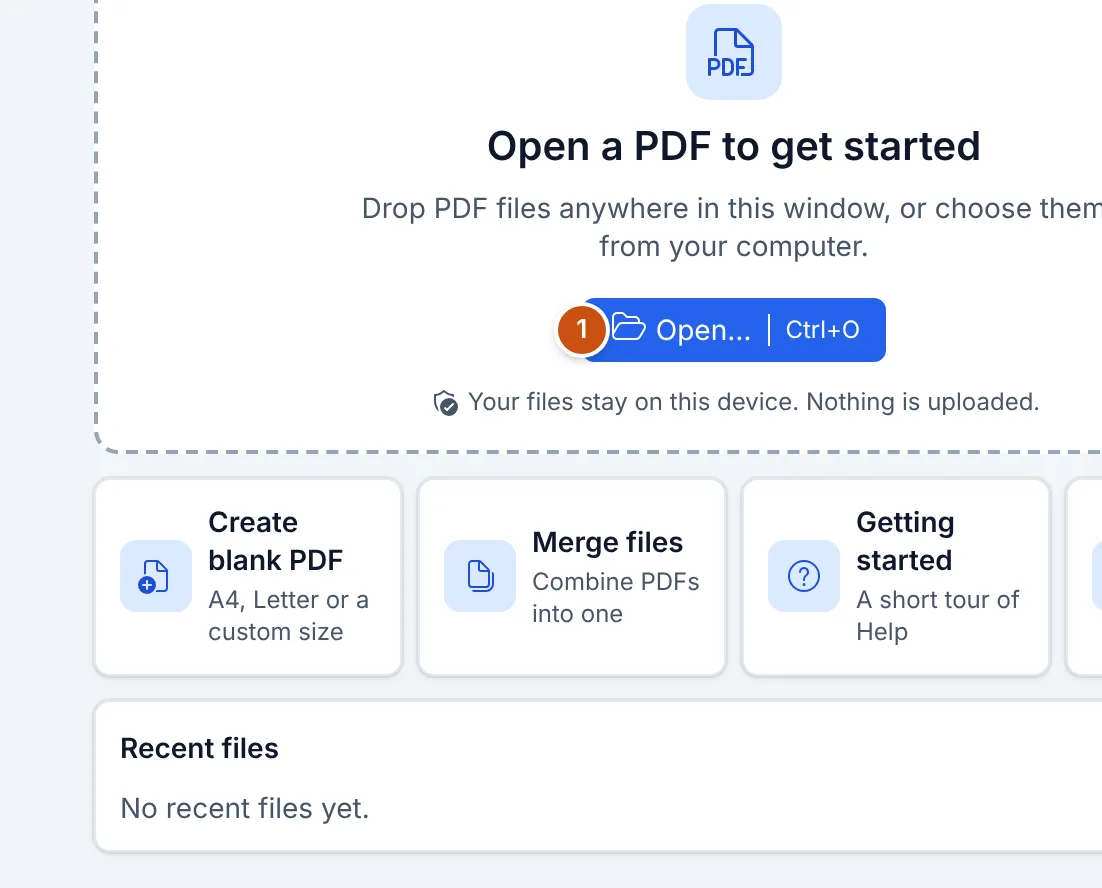 PDF
Open a PDF to get started
Drop PDF files anywhere in this window, or choose them
from your computer.
1 Open... Ctrl+O
Your files stay on this device. Nothing is uploaded.
Create
blank PDF
A4, Letter or a
custom size
Merge files
Combine PDFs
into one
Getting
started
A short tour of
Help
Recent files
No recent files yet.